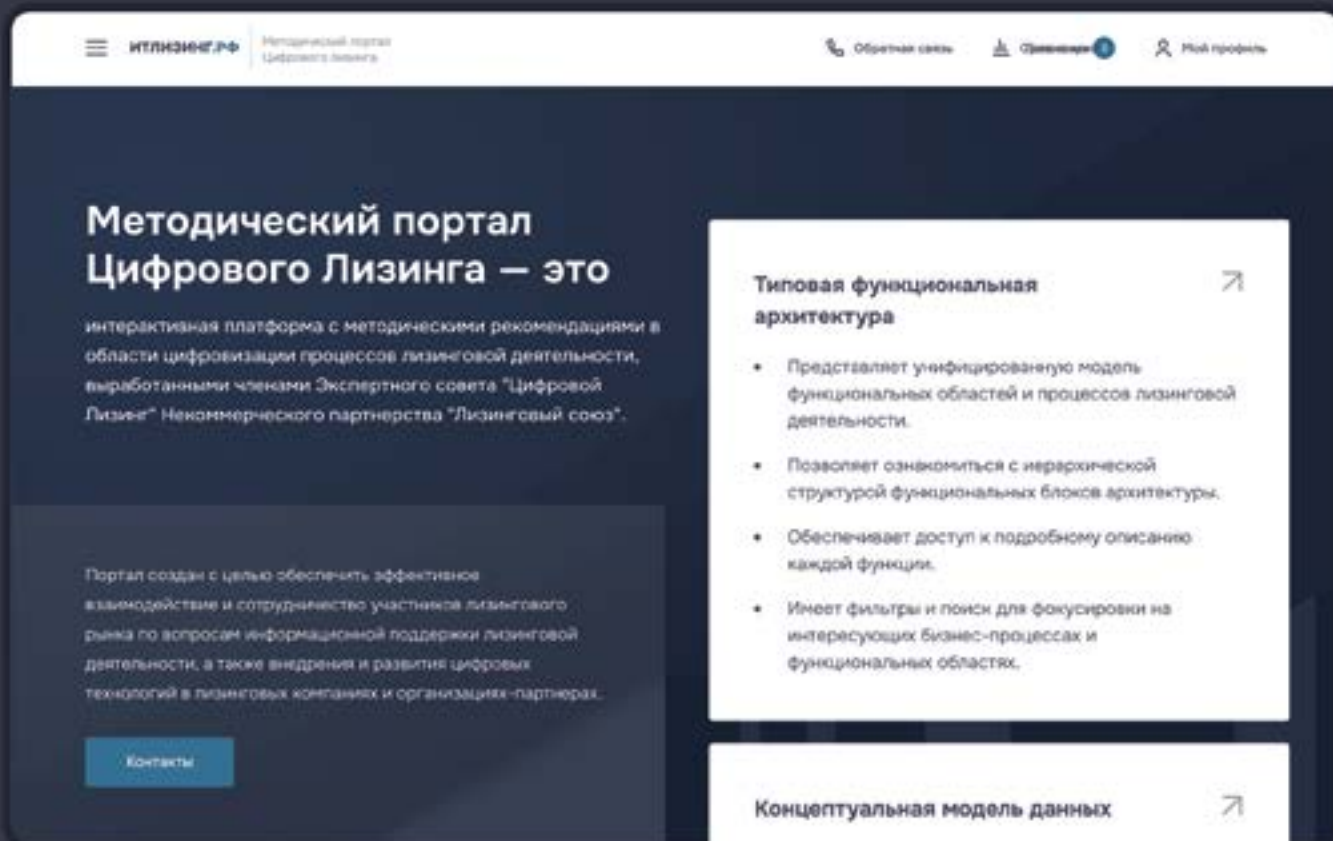 ИТЛИЗИНГ.РФ
Методический портал
Цифрового лизинга
Обратная связь
Мой профиль
Методический портал
Цифрового Лизинга — это
интерактивная платформа с методическими рекомендациями в
области цифровизации процессов лизинговой деятельности,
выработанными членами Экспертного совета "Цифровой
Лизинг" Некоммерческого партнерства "Лизинговый союз".
Портал создан с целью обеспечить эффективное
взаимодействие и сотрудничество участников лизингового
рынка по вопросам информационной поддержки лизинговой
деятельности, а также внедрения и развития цифровых
технологий в лизинговых компаниях и организациях-партнерах.
Контакты
Типовая функциональная
архитектура
• Представляет унифицированную модель
функциональных областей и процессов лизинговой
деятельности.
• Позволяет ознакомиться с иерархической
структурой функциональных блоков архитектуры.
• Обеспечивает доступ к подробному описанию
каждой функции.
• Имеет фильтры и поиск для фокусировки на
интересующих бизнес-процессах и
функциональных областях.
Концептуальная модель данных